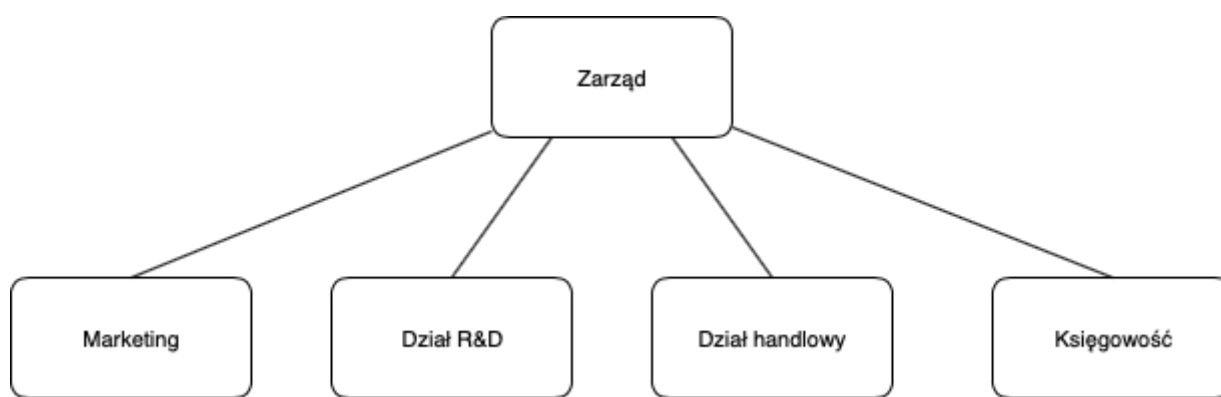 Zarząd
Marketing
Dział R&D
Dział handlowy
Księgowość